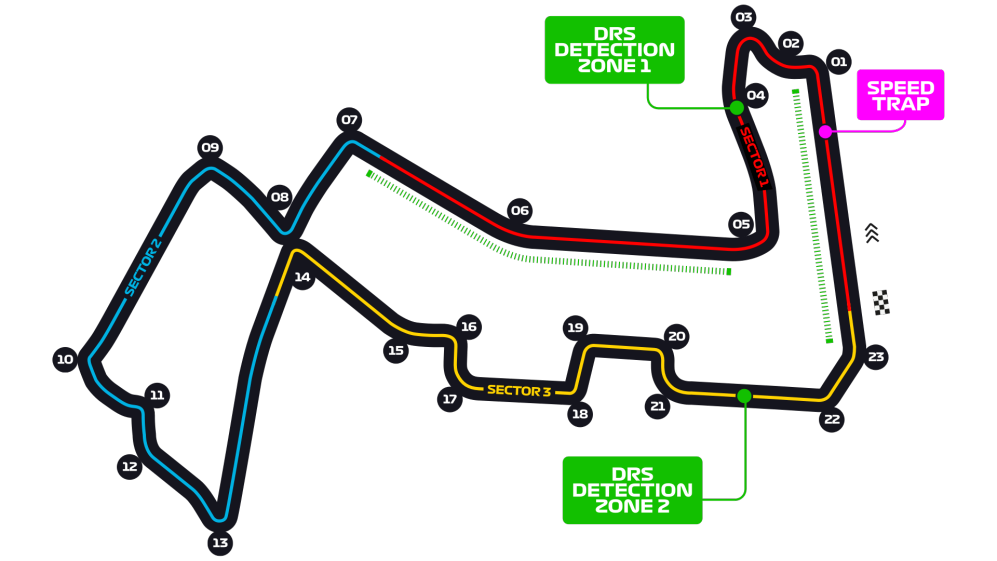 03
DRS
DETECTION
ZONE 1
02
01
SPEED
TRAP
04
07
SECTOR 1
09
08
06
05
SECTOR 2
14
19
16
20
15
23
10
SECTOR 3
11
17
21
18
22
12
DRS
DETECTION
ZONE 2
13